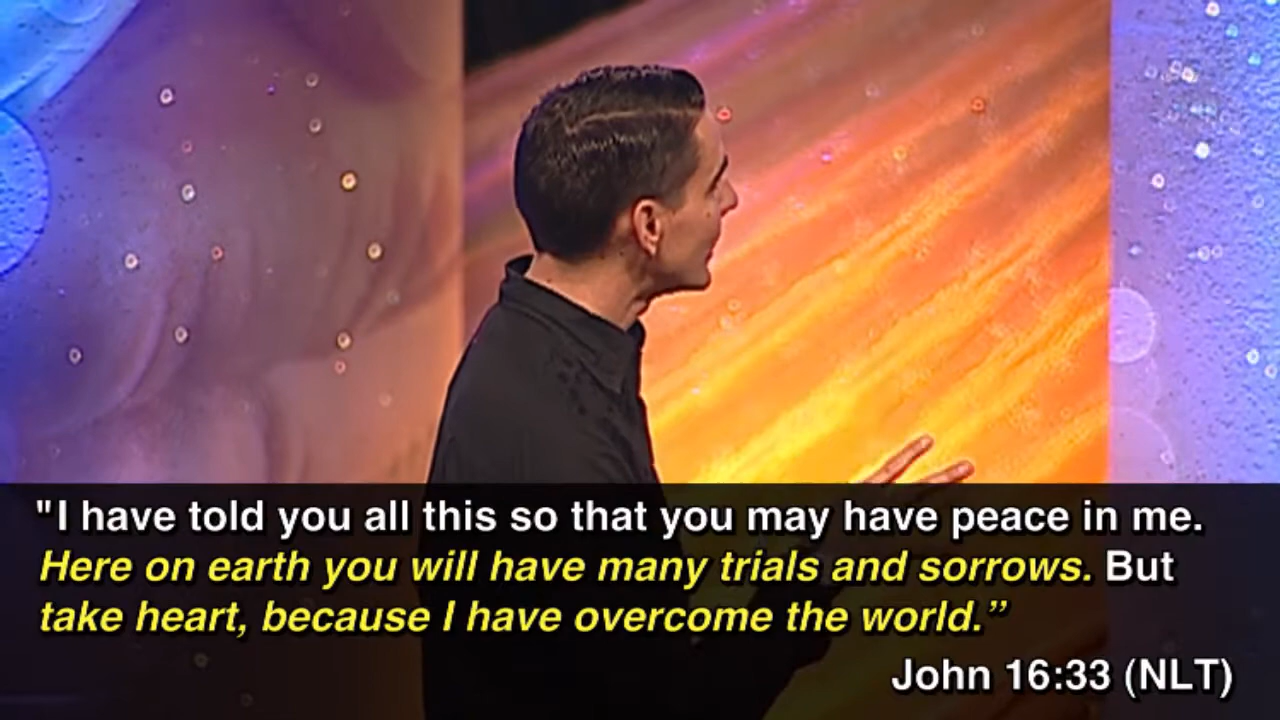 "I have told you all this so that you may have peace in me.
Here on earth you will have many trials and sorrows. But
take heart, because I have overcome the world.”
John 16:33 (NLT)